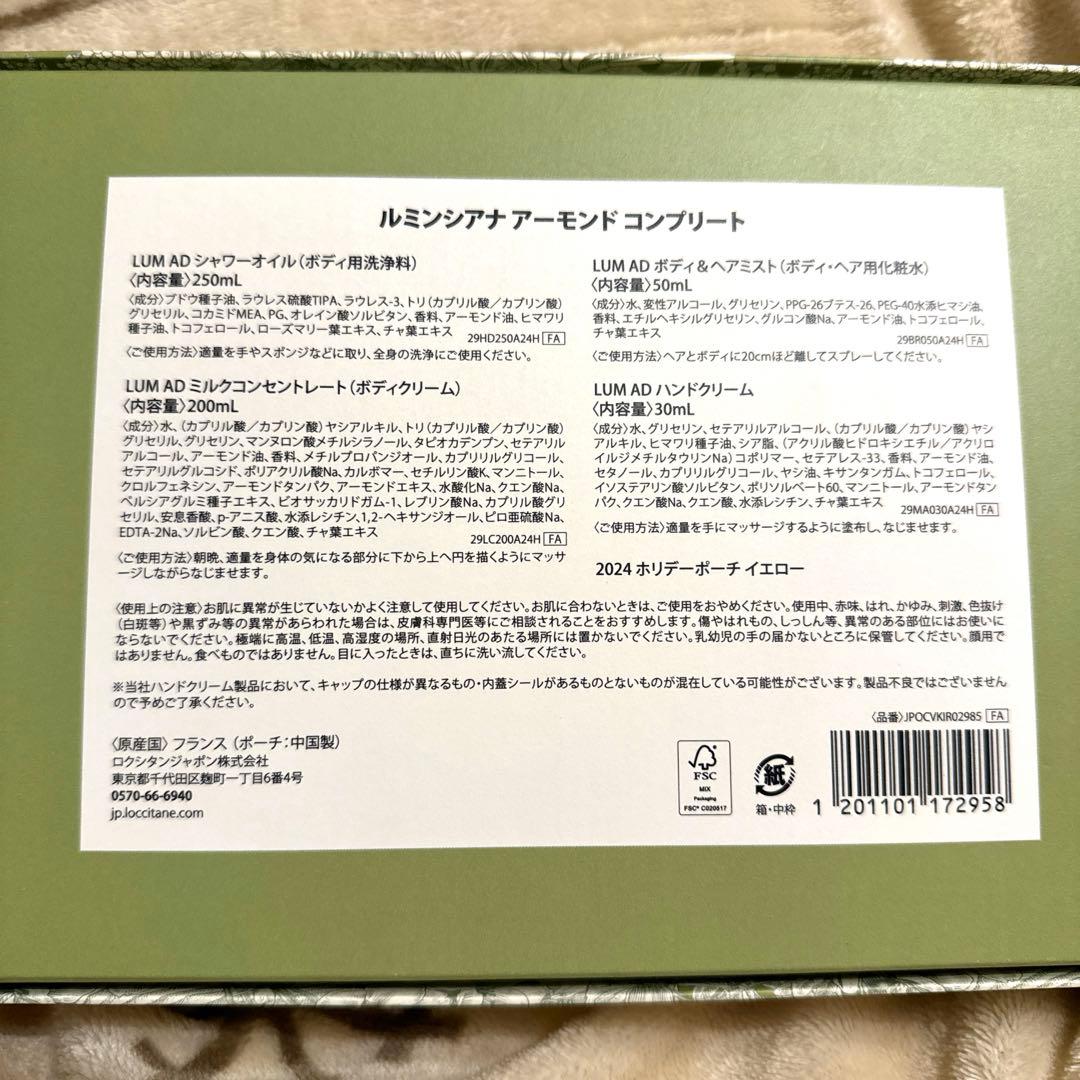 ルミンシアナ アーモンド コンプリート
LUM AD シャワーオイル（ボディ用洗浄料）
〈内容量〉250mL
〈成分〉ブドウ種子油、ラウレス硫酸TIPA、ラウレス-3、トリ（カプリル酸／カプリン酸）
グリセリル、コカミドMEA、PG、オレイン酸ソルビタン、香料、アーモンド油、ヒマワリ
種子油、トコフェロール、ローズマリー葉エキス、チャ葉エキス
29HD250A24H FA
〈ご使用方法〉適量を手やスポンジなどに取り、全身の洗浄にご使用ください。
LUM AD ミルクコンセントレート（ボディクリーム）
〈内容量〉200mL
〈成分〉水、（カプリル酸／カプリン酸）ヤシアルキル、トリ（カプリル酸／カプリン酸）
グリセリル、グリセリン、マンヌロン酸メチルシラノール、タピオカデンプン、セテアリル
アルコール、アーモンド油、香料、メチルプロパンジオール、カプリリルグリコール、
セテアリルグルコシド、ポリアクリル酸Na、カルボマー、セチルリン酸K、マンニトール、
クロルフェネシン、アーモンドタンパク、アーモンドエキス、水酸化Na、クエン酸Na、
ペルシアグルミ種子エキス、ビオサッカリドガム-1、レブリン酸Na、カプリル酸グリ
セリル、安息香酸、p-アニス酸、水添レシチン、1,2-ヘキサンジオール、ピロ亜硫酸Na、
EDTA-2Na、ソルビン酸、クエン酸、チャ葉エキス
29LC200A24H FA
〈ご使用方法〉朝晩、適量を身体の気になる部分に下から上へ円を描くようにマッサ
ージしながらなじませます。
LUM AD ボディ＆ヘアミスト（ボディ・ヘア用化粧水）
〈内容量〉50mL
〈成分〉水、変性アルコール、グリセリン、PPG-26ブテス-26、PEG-40水添ヒマシ油、
香料、エチルヘキシルグリセリン、グルコン酸Na、アーモンド油、トコフェロール、
チャ葉エキス
29BR050A24H FA
〈ご使用方法〉ヘアとボディに20cmほど離してスプレーしてください。
LUM AD ハンドクリーム
〈内容量〉30mL
〈成分〉水、グリセリン、セテアリルアルコール、（カプリル酸／カプリン酸）ヤシ
アルキル、ヒマワリ種子油、シア脂、（アクリル酸ヒドロキシエチル／アクリロ
イルジメチルタウリンNa）コポリマー、セテアレス-33、香料、アーモンド油、
セタノール、カプリリルグリコール、ヤシ油、キサンタンガム、トコフェロール、
イソステアリン酸ソルビタン、ポリソルベート60、マンニトール、アーモンドタン
パク、クエン酸Na、クエン酸、水添レシチン、チャ葉エキス
29MA030A24H FA
〈ご使用方法〉適量を手にマッサージするように塗布し、なじませます。
2024 ホリデーポーチ イエロー
〈使用上の注意〉お肌に異常が生じていないかよく注意して使用してください。お肌に合わないときは、ご使用をおやめください。使用中、赤味、はれ、かゆみ、刺激、色抜け
（白斑等）や黒ずみ等の異常があらわれた場合は、皮膚科専門医等にご相談されることをおすすめします。傷やはれもの、しっしん等、異常のある部位にはお使いに
ならないでください。極端に高温、低温、高湿度の場所、直射日光のあたる場所には置かないでください。乳幼児の手の届かないところに保管してください。顔用で
はありません。食べものではありません。目に入ったときは、直ちに洗い流してください。
※当社ハンドクリーム製品において、キャップの仕様が異なるもの・内蓋シールがあるものとないものが混在している可能性がございます。製品不良ではございません
ので予めご了承ください。
〈品番〉JPOCVKIR02985 FA
〈原産国〉フランス（ポーチ：中国製）
ロクシタンジャポン株式会社
東京都千代田区麹町一丁目6番4号
0570-66-6940
jp.loccitane.com
FSC
MIX
Packaging
FSC® C020517
紙
箱・中枠
1 201101 172958